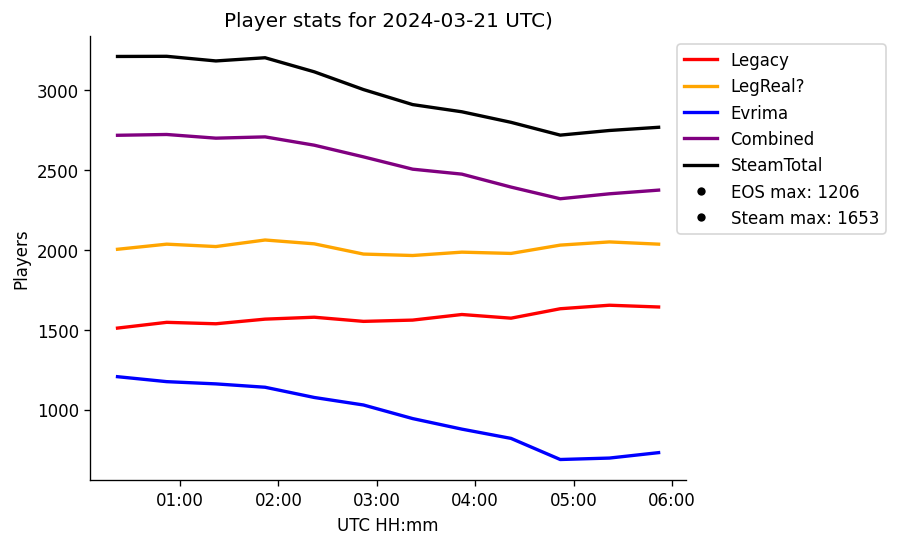 Player stats for 2024-03-21 UTC)
Legacy
LegReal?
Evrima
Combined
SteamTotal
EOS max: 1206
Steam max: 1653
Players
3000
2500
2000
1500
1000
01:00 02:00 03:00 04:00 05:00 06:00
UTC HH:mm